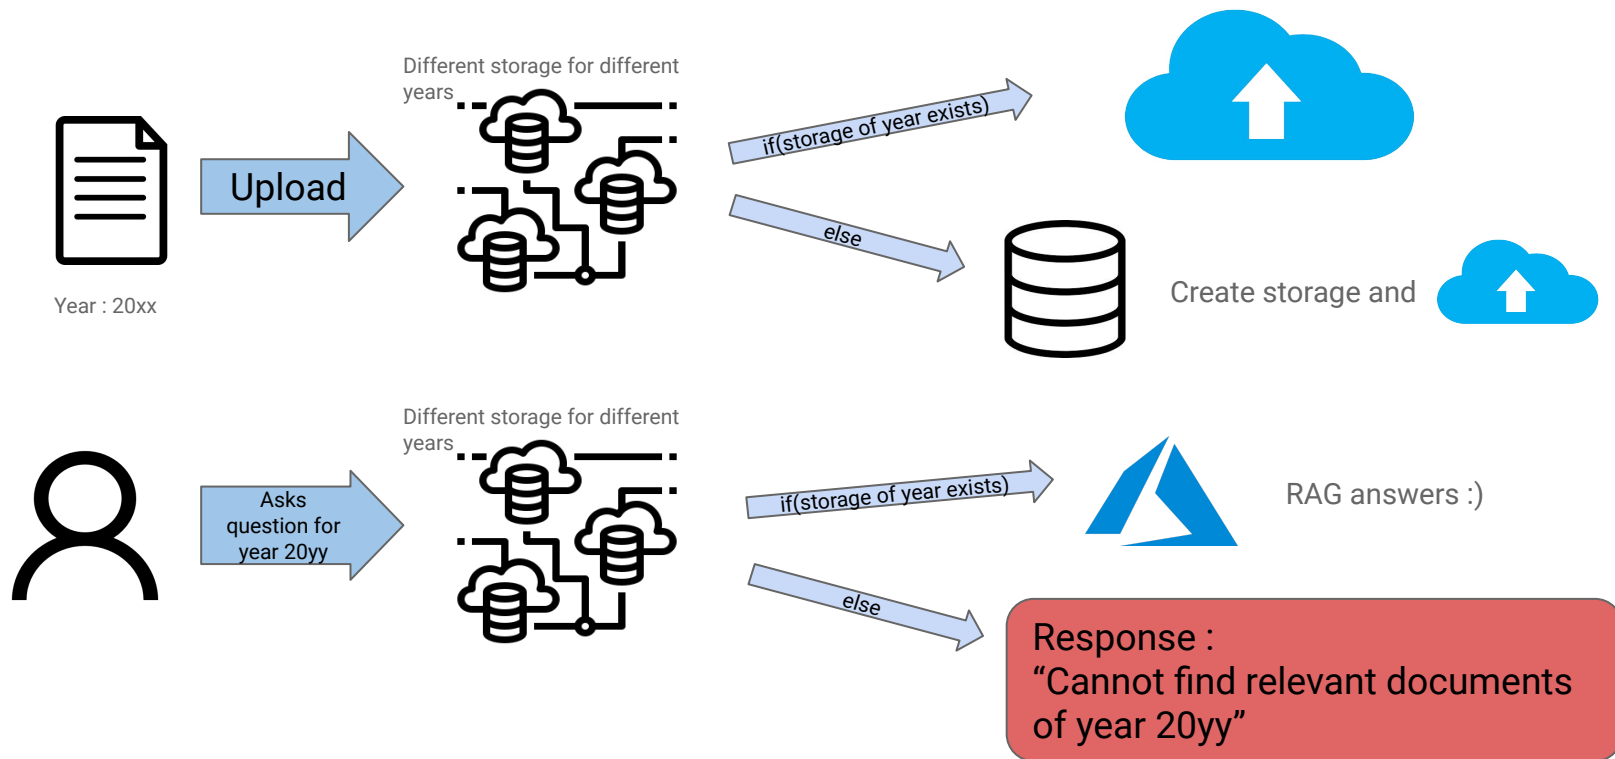 Different storage for different
years
Upload
Year : 20xx
if(storage of year exists)
else
Create storage and
Different storage for different
years
Asks
question for
year 20yy
if(storage of year exists)
else
RAG answers :)
Response :
“Cannot find relevant documents
of year 20yy”